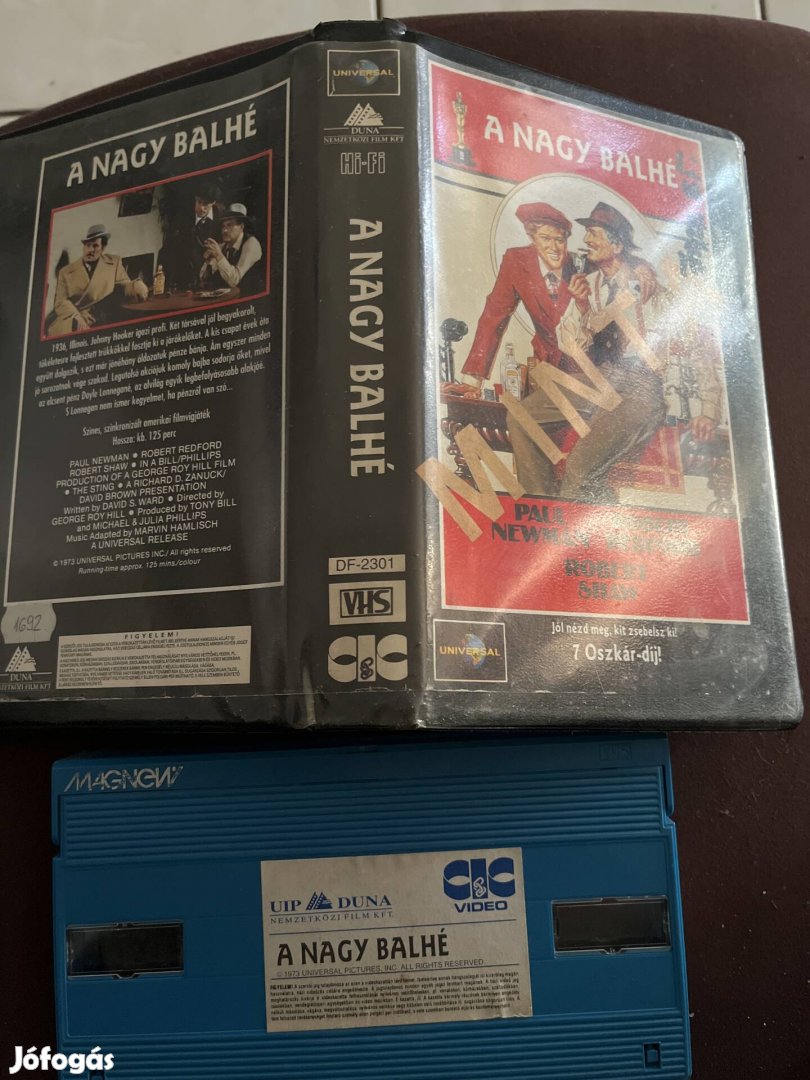 A NAGY BALHÉ
1936, Illinois. Johnny Hooker igazi profi. Két társával jól begyakorolt,
tökéletesre fejlesztett trükkökkel fosztja ki a járókelőket. A kis csapat évek óta
együtt dolgozik, s ezt már jónéhány áldozatuk pénze bánja. Ám egyszer minden
jó sorozatnak vége szakad. Legutolsó akciójuk komoly bajba sodorja őket, mivel
az elcsent pénz Doyle Lonnegané, az alvilág egyik legbefolyásosabb alakjáé.
S Lonnegan nem ismer kegyelmet, ha pénzről van szó...
Színes, szinkronizált amerikai filmvígjáték
Hossza: kb. 125 perc
PAUL NEWMAN • ROBERT REDFORD
ROBERT SHAW • IN A BILL/PHILLIPS
PRODUCTION OF A GEORGE ROY HILL FILM
• THE STING • A RICHARD D. ZANUCK/
DAVID BROWN PRESENTATION
Written by DAVID S. WARD • Directed by
GEORGE ROY HILL • Produced by TONY BILL
and MICHAEL & JULIA PHILLIPS
Music Adapted by MARVIN HAMLISCH
A UNIVERSAL RELEASE
© 1973 UNIVERSAL PICTURES INC./ All rights reserved
Running-time approx. 125 mins./colour
1692
FIGYELEM!
DUNA
NEMZETKÖZI FILM KFT
UNIVERSAL
DUNA
NEMZETKÖZI FILM KFT
Hi-Fi
A NAGY BALHÉ
DF-2301
VHS
CIC
A NAGY BALHÉ
MINT
PAUL
NEWMAN
ROBERT
SHAW
Jól nézd meg, kit zsebelsz ki!
7 Oszkár-díj!
UNIVERSAL
MAGNEW
VHS
UIP DUNA
NEMZETKÖZI FILM KFT.
CIC
VIDEO
A NAGY BALHÉ
© 1973 UNIVERSAL PICTURES, INC. ALL RIGHTS RESERVED
FIGYELEM!
Jófogás